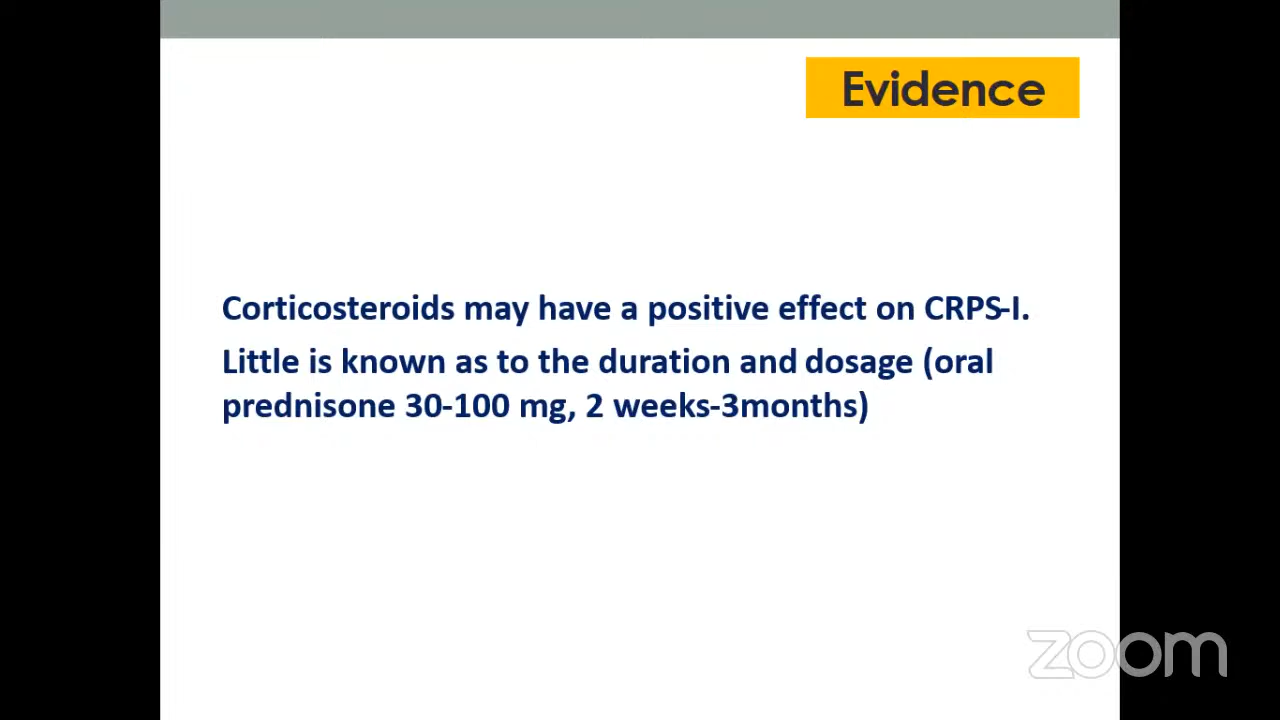 Evidence
Corticosteroids may have a positive effect on CRPS-I.
Little is known as to the duration and dosage (oral
prednisone 30-100 mg, 2 weeks-3months)
zoom